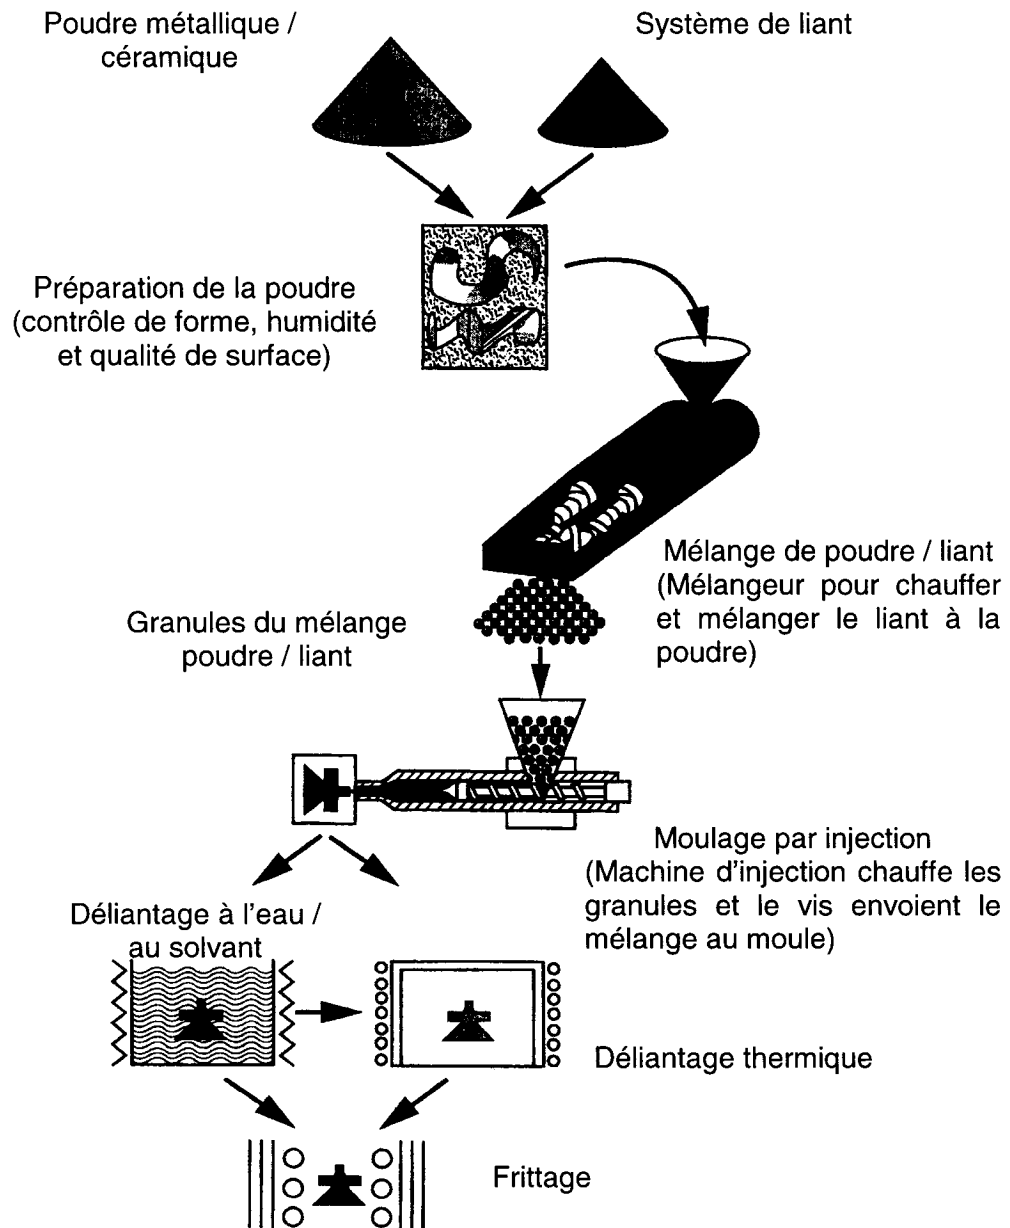 Poudre métallique /
céramique
Système de liant
Préparation de la poudre
(contrôle de forme, humidité
et qualité de surface)
Mélange de poudre / liant
(Mélangeur pour chauffer
et mélanger le liant à la
poudre)
Granules du mélange
poudre / liant
Moulage par injection
(Machine d'injection chauffe les
granules et le vis envoient le
mélange au moule)
Déliantage à l'eau /
au solvant
Déliantage thermique
Frittage